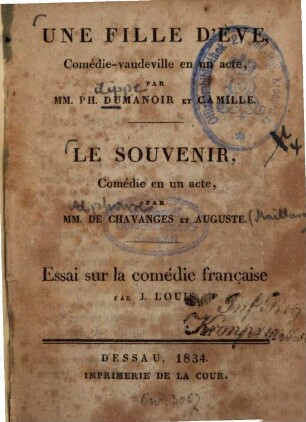 UNE FILLE D'ÈVE,
Comédie-vaudeville en un acte,
PAR
MM. PH. DUMANOIR ET CAMILLE.
LE SOUVENIR,
Comédie en un acte,
PAR
MM. DE CHAVANGES ET AUGUSTE.
Essai sur la comédie française
PAR J. LOUIS
DESSAU, 1834.
IMPRIMERIE DE LA COUR.